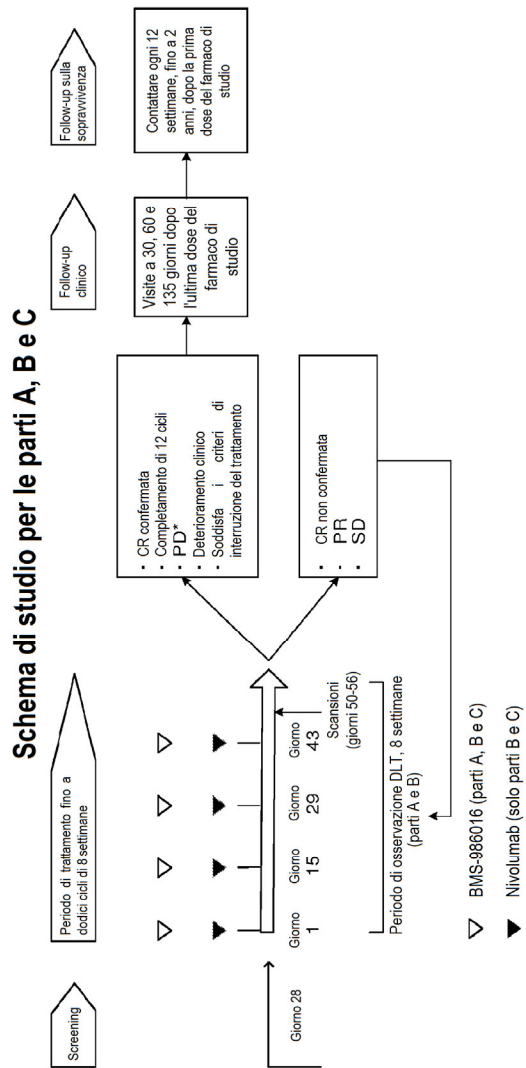 Schema di studio per le parti A, B e C
Screening
Periodo di trattamento fino a
dodici cicli di 8 settimane
Follow-up
clinico
Follow-up sulla
sopravvivenza
Giorno 28
Giorno
1
Giorno
15
Giorno
29
Giorno
43
Scansioni
(giorni 50-56)
Periodo di osservazione DLT, 8 settimane
(parti A e B)
· CR confermata
· Completamento di 12 cicli
· PD*
· Deterioramento clinico
· Soddisfa i criteri di
interruzione del trattamento
· CR non confermata
· PR
· SD
Visite a 30, 60 e
135 giorni dopo
l'ultima dose del
farmaco di
studio
Contattare ogni 12
settimane, fino a 2
anni, dopo la prima
dose del farmaco di
studio
BMS-986016 (parti A, B e C)
Nivolumab (solo parti B e C)